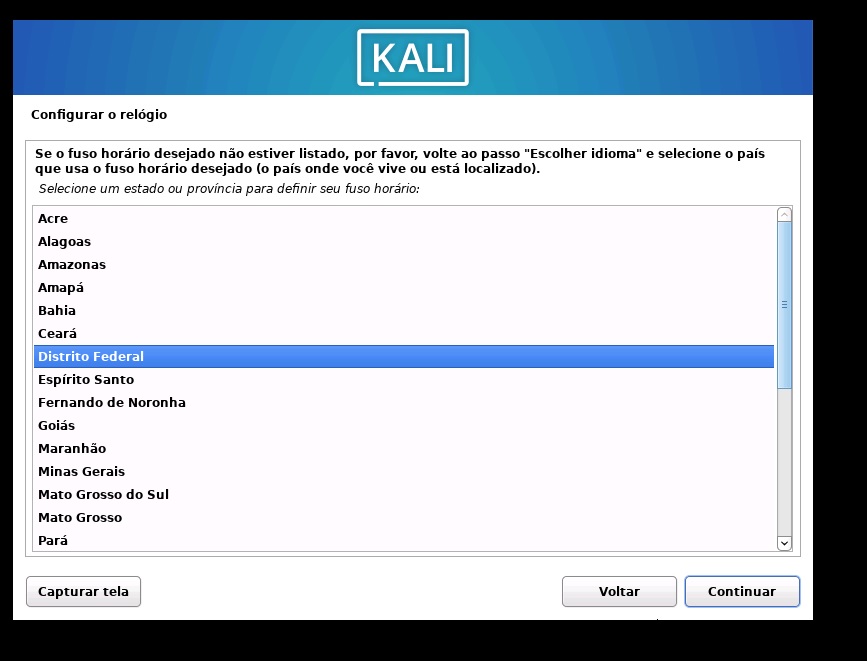 KALI
Configurar o relógio
Se o fuso horário desejado não estiver listado, por favor, volte ao passo "Escolher idioma" e selecione o país
que usa o fuso horário desejado (o país onde você vive ou está localizado).
Selecione um estado ou província para definir seu fuso horário:
Acre
Alagoas
Amazonas
Amapá
Bahia
Ceará
Distrito Federal
Espírito Santo
Fernando de Noronha
Goiás
Maranhão
Minas Gerais
Mato Grosso do Sul
Mato Grosso
Pará
Capturar tela
Voltar
Continuar